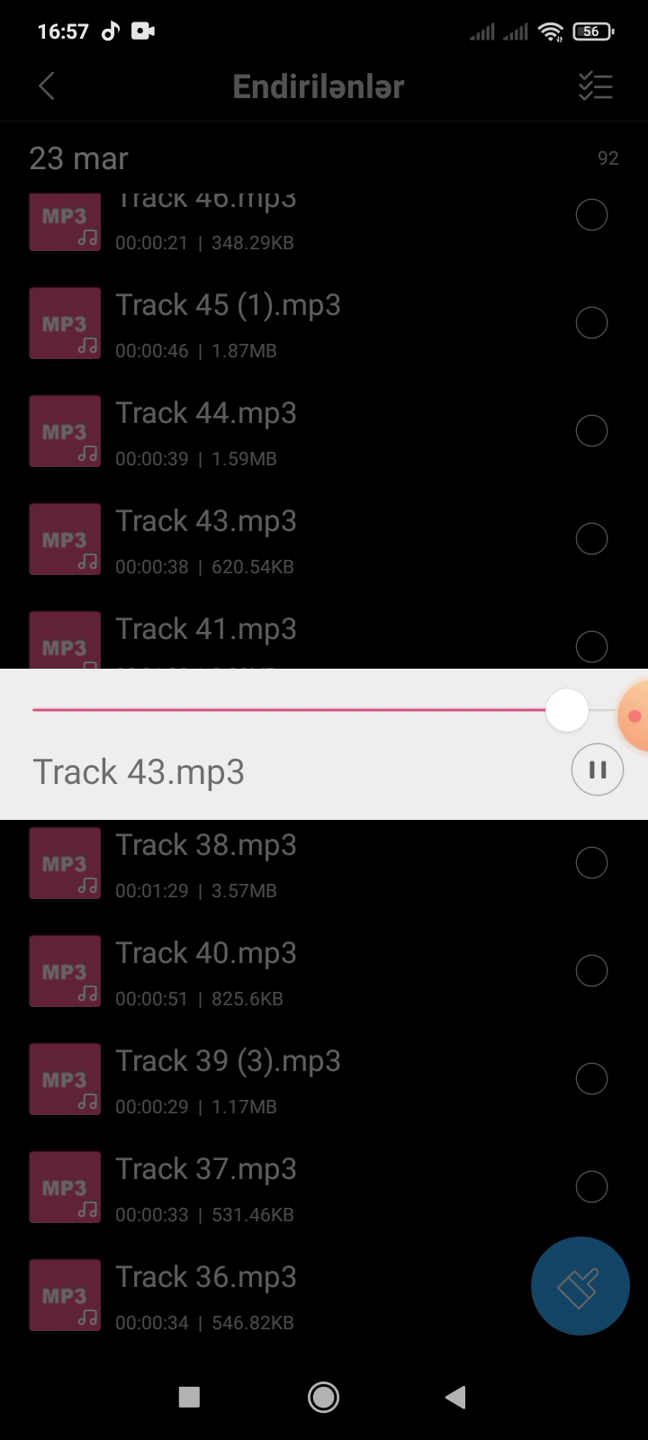 16:57
56
Endirilənlər
23 mar
92
MP3
Track 46.mp3
00:00:21 | 348.29KB
MP3
Track 45 (1).mp3
00:00:46 | 1.87MB
MP3
Track 44.mp3
00:00:39 | 1.59MB
MP3
Track 43.mp3
00:00:38 | 620.54KB
MP3
Track 41.mp3
Track 43.mp3
MP3
Track 38.mp3
00:01:29 | 3.57MB
MP3
Track 40.mp3
00:00:51 | 825.6KB
MP3
Track 39 (3).mp3
00:00:29 | 1.17MB
MP3
Track 37.mp3
00:00:33 | 531.46KB
MP3
Track 36.mp3
00:00:34 | 546.82KB